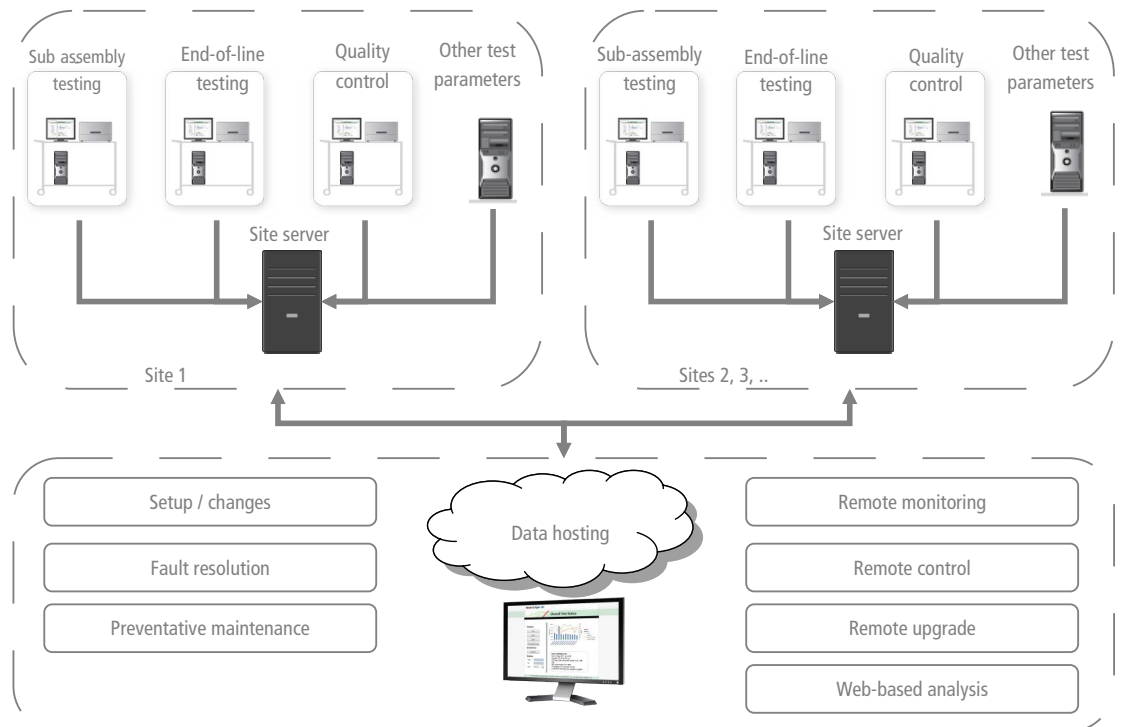 Sub assembly
testing
End-of-line
testing
Quality
control
Other test
parameters
Site server
Site 1
Sub-assembly
testing
End-of-line
testing
Quality
control
Other test
parameters
Site server
Sites 2, 3, ..
Setup / changes
Fault resolution
Preventative maintenance
Data hosting
Remote monitoring
Remote control
Remote upgrade
Web-based analysis